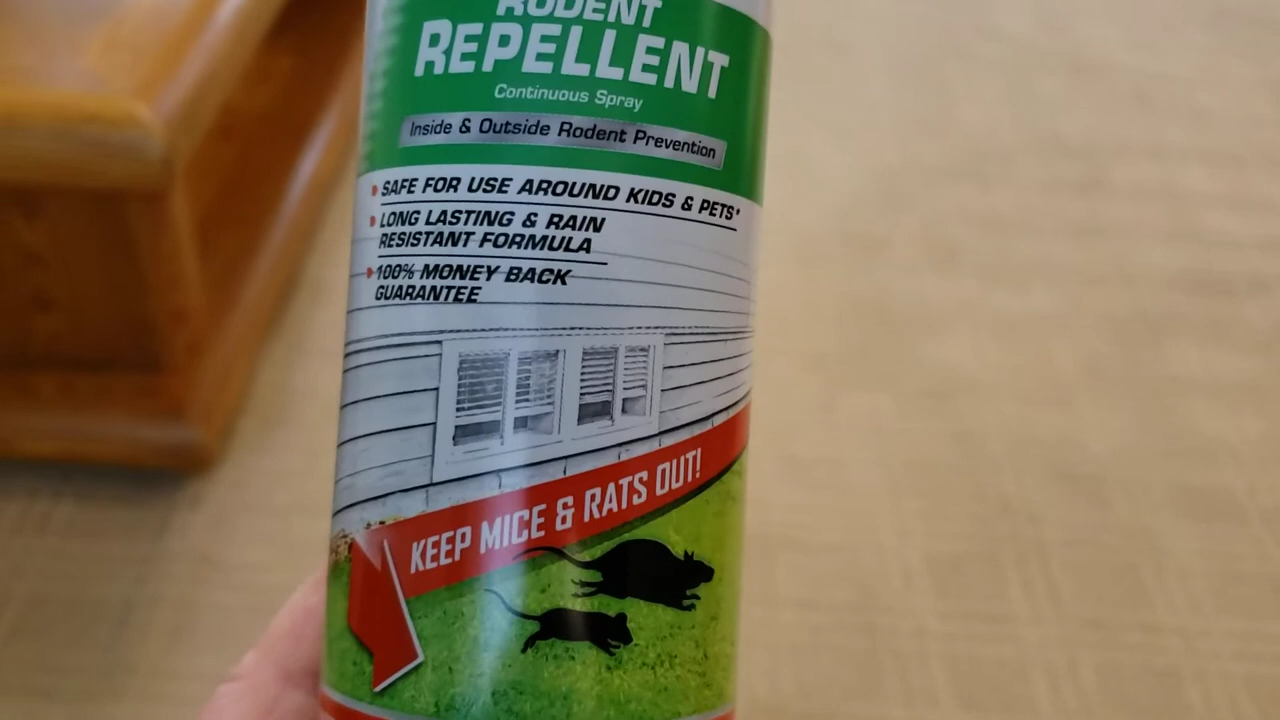 RODENT
REPELLENT
Continuous Spray
Inside & Outside Rodent Prevention
SAFE FOR USE AROUND KIDS & PETS*
LONG LASTING & RAIN
RESISTANT FORMULA
100% MONEY BACK
GUARANTEE
KEEP MICE & RATS OUT!